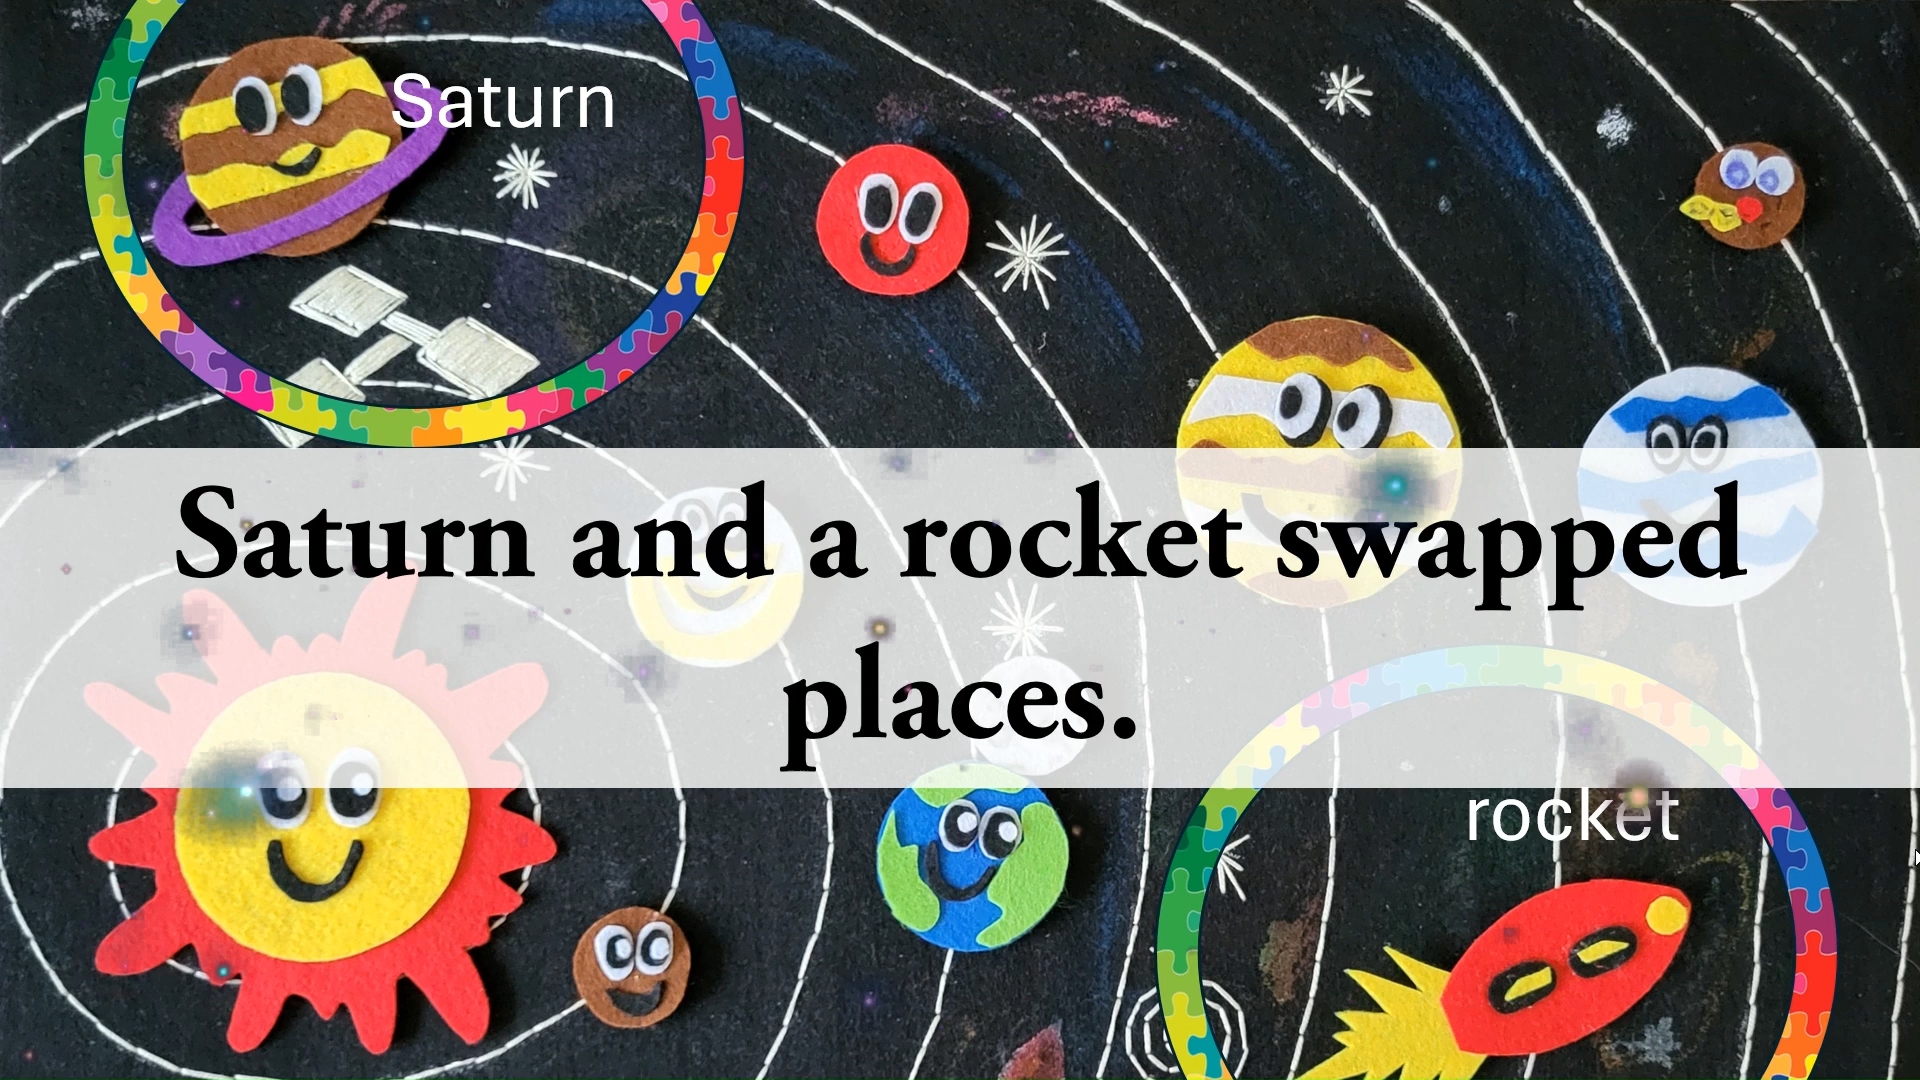 Saturn
Saturn and a rocket swapped
places.
rocket